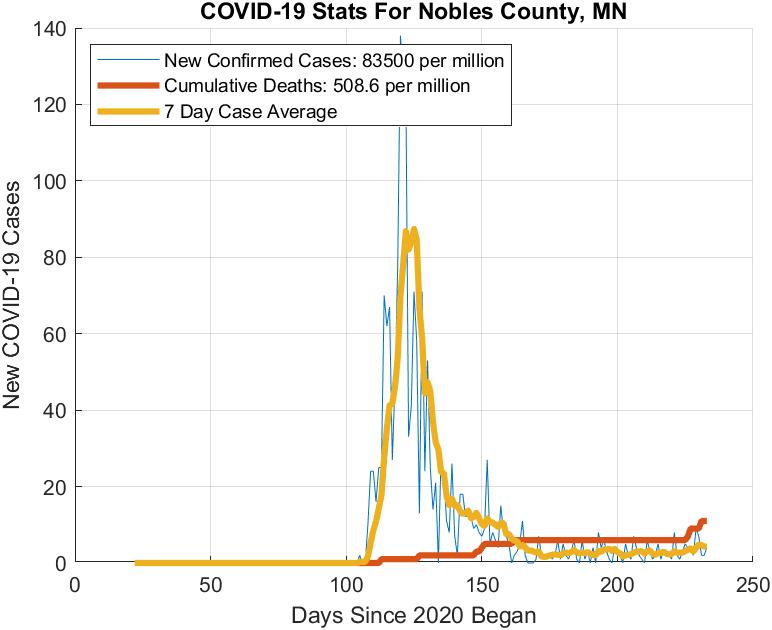 COVID-19 Stats For Nobles County, MN
New Confirmed Cases: 83500 per million
Cumulative Deaths: 508.6 per million
7 Day Case Average
New COVID-19 Cases
140
120
100
80
60
40
20
0
0 50 100 150 200 250
Days Since 2020 Began